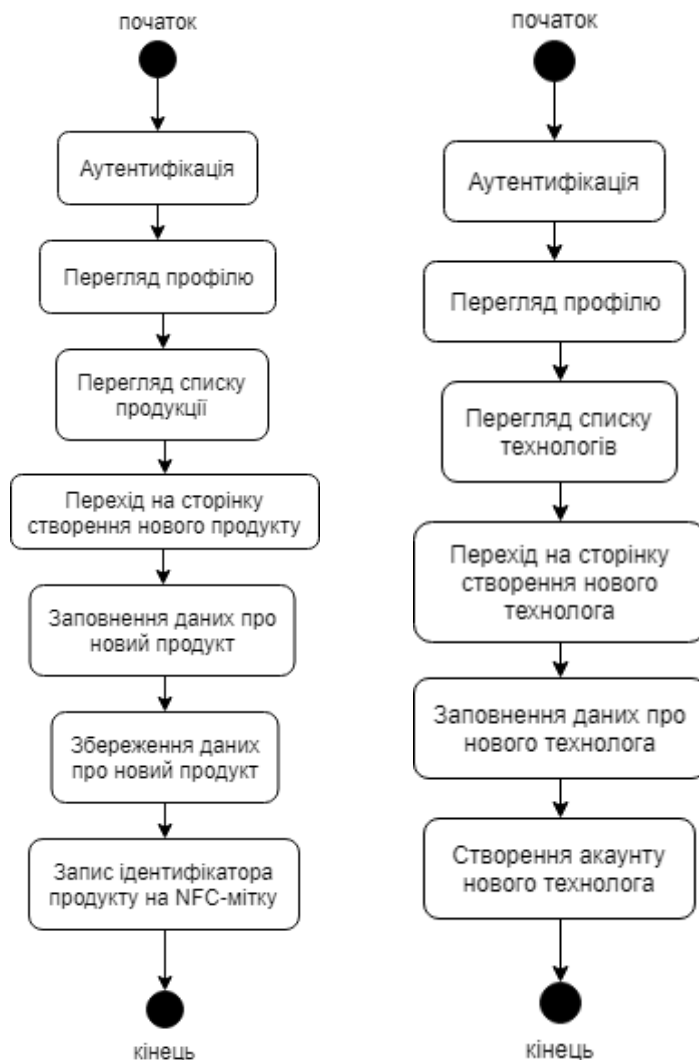 початок
Аутентифікація
Перегляд профілю
Перегляд списку
продукції
Перехід на сторінку
створення нового продукту
Заповнення даних про
новий продукт
Збереження даних
про новий продукт
Запис ідентифікатора
продукту на NFC-мітку
кінець
початок
Аутентифікація
Перегляд профілю
Перегляд списку
технологів
Перехід на сторінку
створення нового
технолога
Заповнення даних про
нового технолога
Створення акаунту
нового технолога
кінець